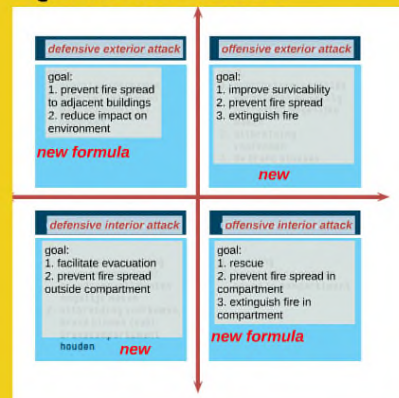 defensive exterior attack
goal:
1. prevent fire spread
to adjacent buildings
2. reduce impact on
environment
new formula
offensive exterior attack
goal:
1. improve survicability
2. prevent fire spread
3. extinguish fire
new
defensive interior attack
goal:
1. facilitate evacuation
2. prevent fire spread
outside compartment
houden
new
offensive interior attack
goal:
1. rescue
2. prevent fire spread in
compartment
3. extinguish fire in
compartment
new formula